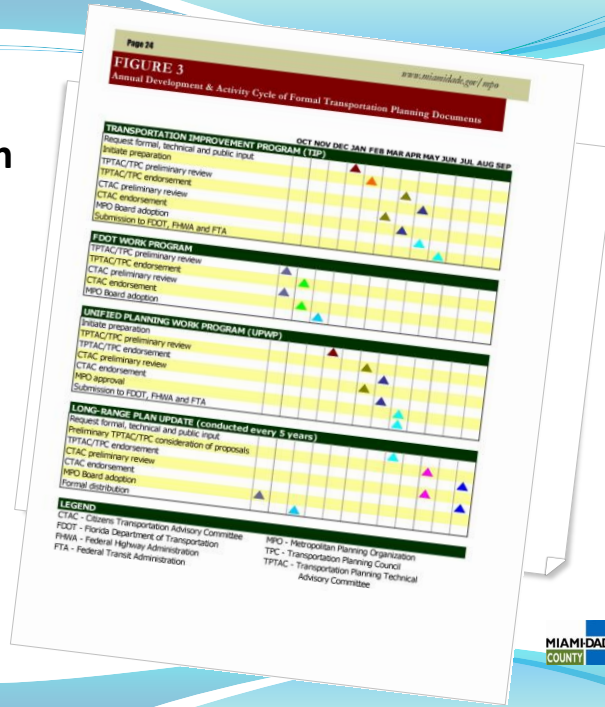 n
Page 24
www.miamidade.gov/mpo
FIGURE 3
Annual Development & Activity Cycle of Formal Transportation Planning Documents
OCT NOV DEC JAN FEB MAR APR MAY JUN JUL AUG SEP
TRANSPORTATION IMPROVEMENT PROGRAM (TIP)
Request formal, technical and public input
Initiate preparation
TPTAC/TPC preliminary review
TPTAC/TPC endorsement
CTAC preliminary review
CTAC endorsement
MPO Board adoption
Submission to FDOT, FHWA and FTA
FDOT WORK PROGRAM
TPTAC/TPC preliminary review
TPTAC/TPC endorsement
CTAC preliminary review
CTAC endorsement
MPO Board adoption
UNIFIED PLANNING WORK PROGRAM (UPWP)
Initiate preparation
TPTAC/TPC preliminary review
TPTAC/TPC endorsement
CTAC preliminary review
CTAC endorsement
MPO approval
Submission to FDOT, FHWA and FTA
LONG-RANGE PLAN UPDATE (conducted every 5 years)
Request formal, technical and public input
Preliminary TPTAC/TPC consideration of proposals
TPTAC/TPC endorsement
CTAC preliminary review
CTAC endorsement
MPO Board adoption
Formal distribution
LEGEND
CTAC - Citizens Transportation Advisory Committee
FDOT - Florida Department of Transportation
FHWA - Federal Highway Administration
FTA - Federal Transit Administration
MPO - Metropolitan Planning Organization
TPC - Transportation Planning Council
TPTAC - Transportation Planning Technical
Advisory Committee
MIAMI-DADE
COUNTY